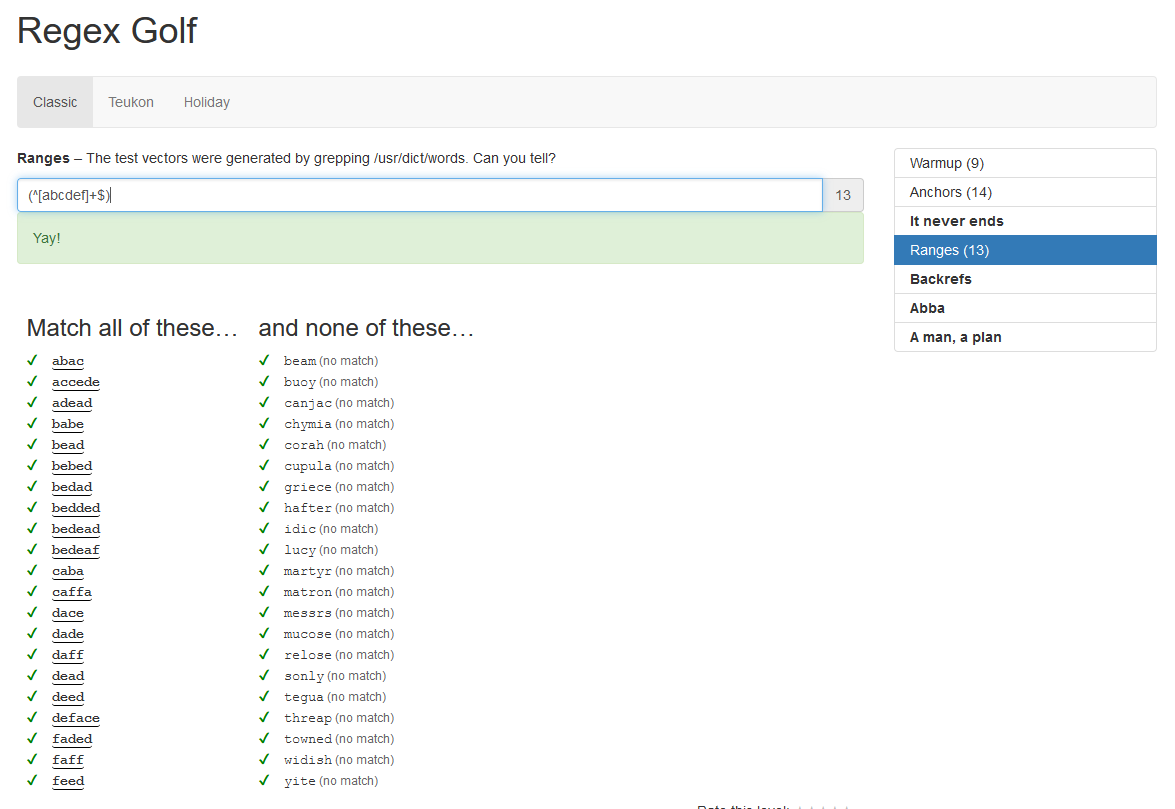 Regex Golf
Classic Teukon Holiday
Ranges – The test vectors were generated by grepping /usr/dict/words. Can you tell?
(^[abcdef]+$) 13
Yay!
Warmup (9)
Anchors (14)
It never ends
Ranges (13)
Backrefs
Abba
A man, a plan
Match all of these… and none of these…
✓ abac ✓ beam (no match)
✓ accede ✓ buoy (no match)
✓ adead ✓ canjac (no match)
✓ babe ✓ chymia (no match)
✓ bead ✓ corah (no match)
✓ bebed ✓ cupula (no match)
✓ bedad ✓ griece (no match)
✓ bedded ✓ hafter (no match)
✓ bedead ✓ idic (no match)
✓ bedeaf ✓ lucy (no match)
✓ caba ✓ martyr (no match)
✓ caffa ✓ matron (no match)
✓ dace ✓ messrs (no match)
✓ dade ✓ mucose (no match)
✓ daff ✓ relose (no match)
✓ dead ✓ sonly (no match)
✓ deed ✓ tegua (no match)
✓ deface ✓ threap (no match)
✓ faded ✓ towned (no match)
✓ faff ✓ widish (no match)
✓ feed ✓ yite (no match)